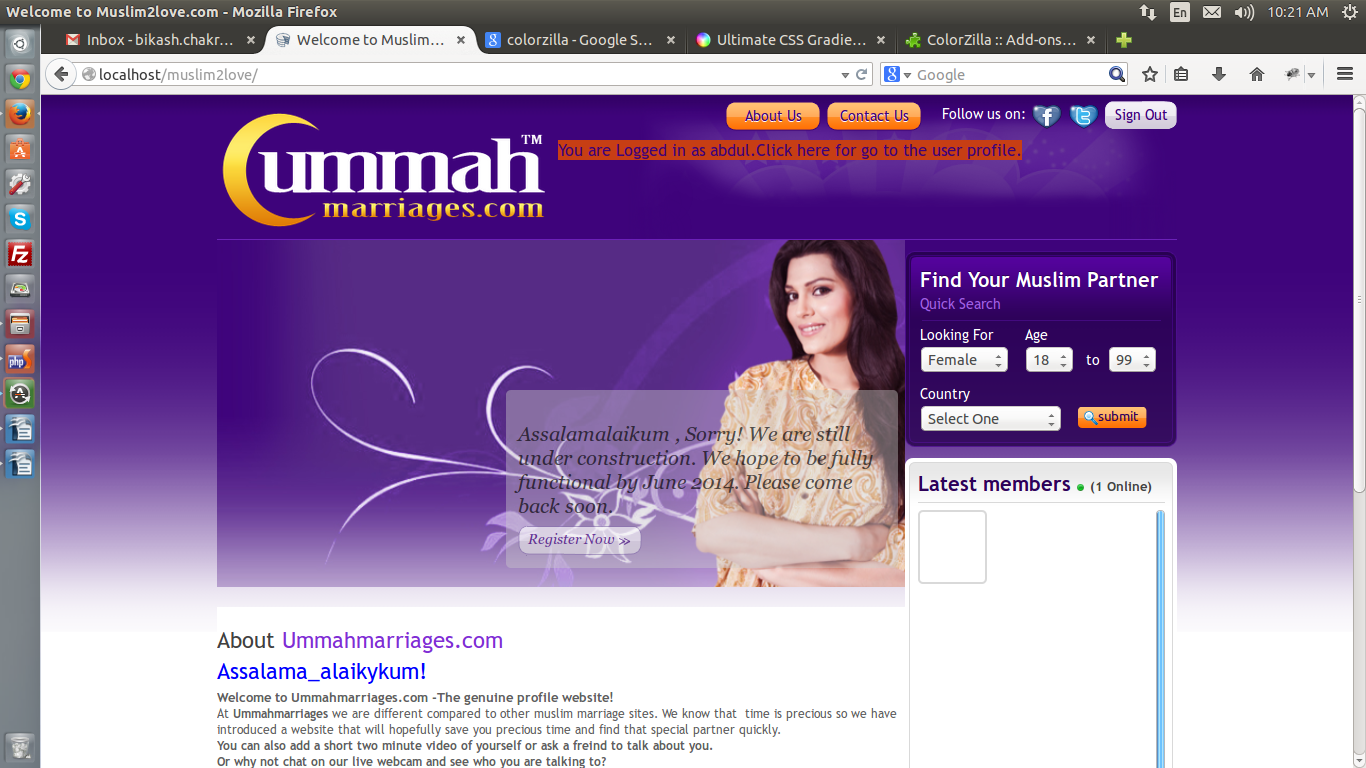 Welcome to Muslim2love.com - Mozilla Firefox
En
10:21 AM
Inbox - bikash.chakr...
Welcome to Muslim...
colorzilla - Google S...
Ultimate CSS Gradie...
ColorZilla :: Add-ons...
localhost/muslim2love/
Google
About Us
Contact Us
Follow us on:
Sign Out
You are Logged in as abdul.Click here for go to the user profile.
ummah™
marriages.com
Find Your Muslim Partner
Quick Search
Looking For
Age
Female
18
to
99
Country
Select One
submit
Assalamalaikum , Sorry! We are still
under construction. We hope to be fully
functional by June 2014. Please come
back soon.
Register Now »
Latest members
(1 Online)
About Ummahmarriages.com
Assalama_alaikykum!
Welcome to Ummahmarriages.com -The genuine profile website!
At Ummahmarriages we are different compared to other muslim marriage sites. We know that time is precious so we have
introduced a website that will hopefully save you precious time and find that special partner quickly.
You can also add a short two minute video of yourself or ask a freind to talk about you.
Or why not chat on our live webcam and see who you are talking to?